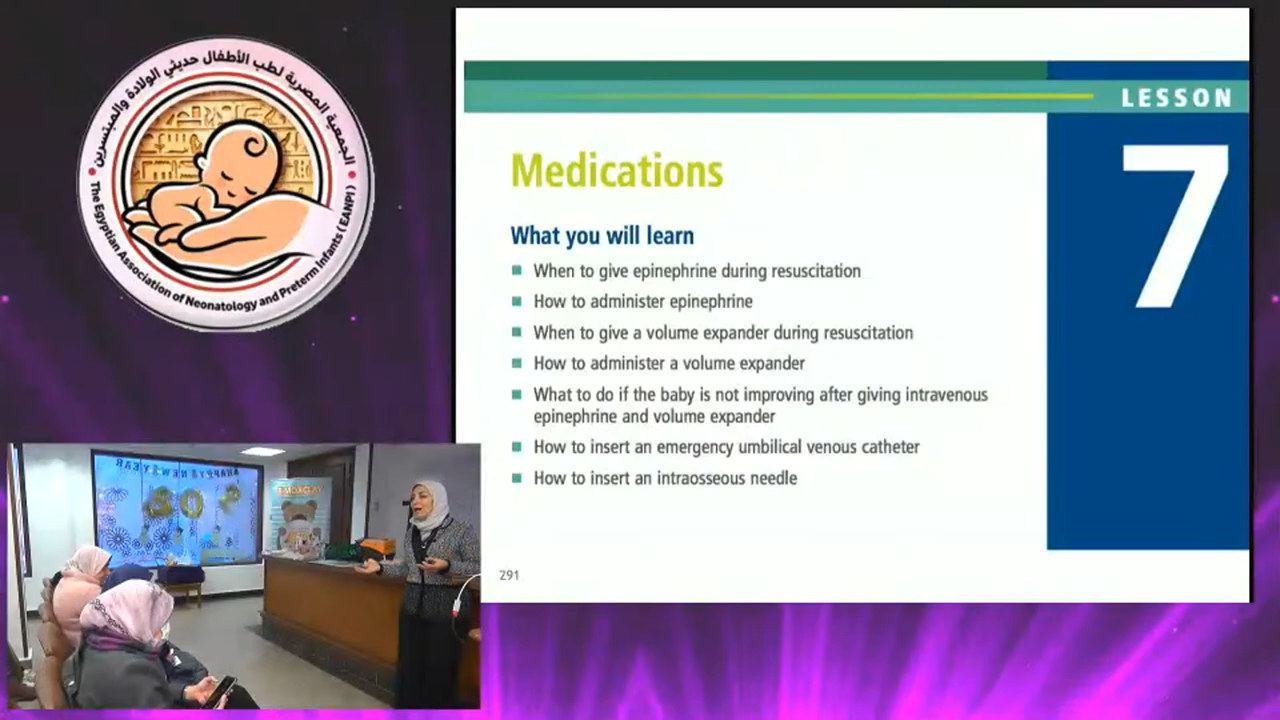 الجمعية المصرية لطب الأطفال حديثي الولادة والمبتسرين
The Egyptian Association of Neonatology and Preterm Infants (EANPI)
LESSON
7
Medications
What you will learn
When to give epinephrine during resuscitation
How to administer epinephrine
When to give a volume expander during resuscitation
How to administer a volume expander
What to do if the baby is not improving after giving intravenous
epinephrine and volume expander
How to insert an emergency umbilical venous catheter
How to insert an intraosseous needle
291